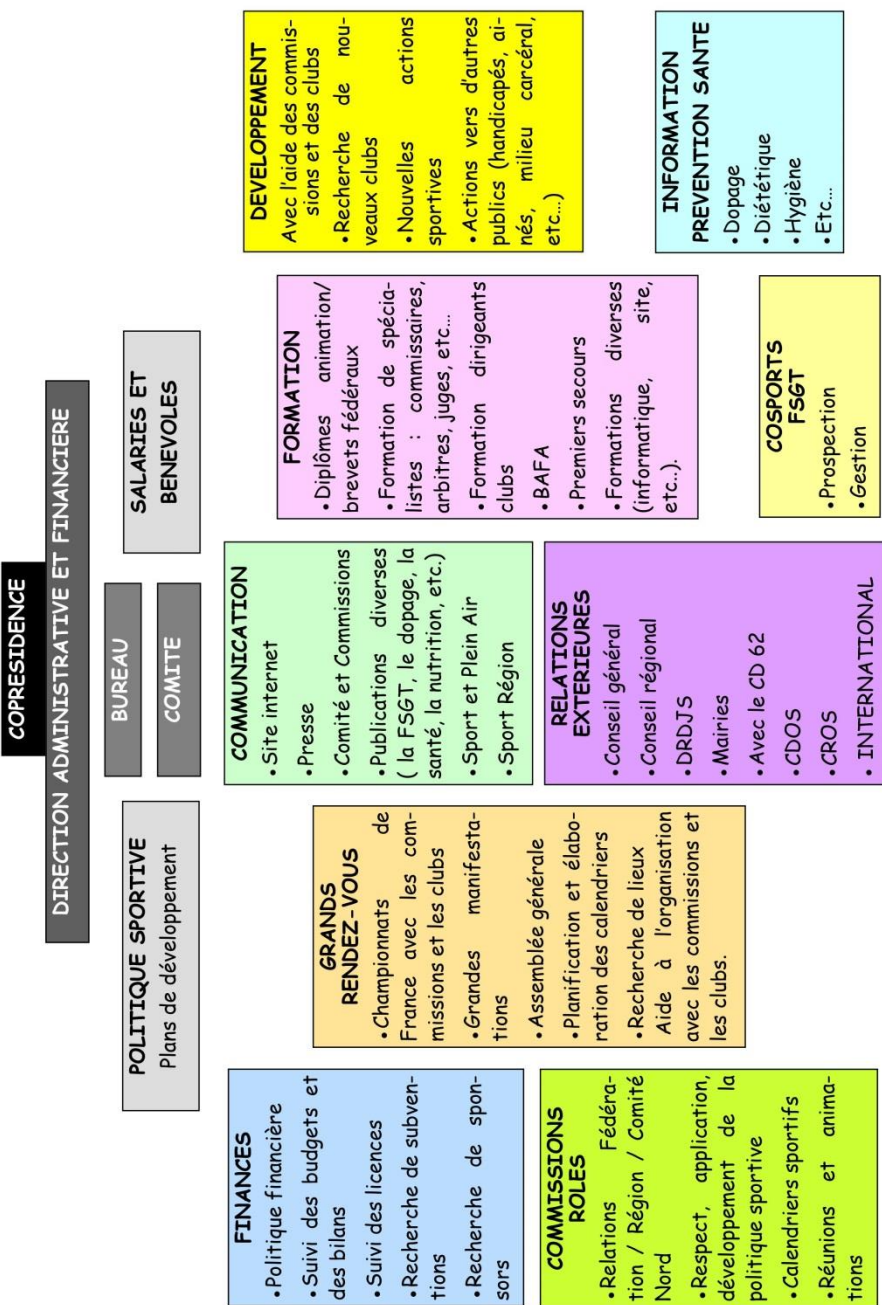 COPRESIDENCE
DIRECTION ADMINISTRATIVE ET FINANCIERE
POLITIQUE SPORTIVE
Plans de développement
BUREAU
COMITE
SALARIES ET
BENEVOLES
FINANCES
•Politique financière
•Suivi des budgets et
des bilans
•Suivi des licences
•Recherche de subven-
tions
•Recherche de spon-
sors
COMMISSIONS
ROLES
•Relations Fédéra-
tion / Région / Comité
Nord
•Respect, application,
développement de la
politique sportive
•Calendriers sportifs
•Réunions et anima-
tions
GRANDS
RENDEZ-VOUS
•Championnats de
France avec les com-
missions et les clubs
•Grandes manifesta-
tions
•Assemblée générale
•Planification et élabo-
ration des calendriers
•Recherche de lieux
Aide à l'organisation
avec les commissions et
les clubs.
COMMUNICATION
•Site internet
•Presse
•Comité et Commissions
•Publications diverses
( la FSGT, le dopage, la
santé, la nutrition, etc.)
•Sport et Plein Air
•Sport Région
RELATIONS
EXTERIEURES
•Conseil général
•Conseil régional
•DRDJS
•Mairies
•Avec le CD 62
•CDOS
•CROS
• INTERNATIONAL
FORMATION
•Diplômes animation/
brevets fédéraux
•Formation de spécia-
listes : commissaires,
arbitres, juges, etc…
•Formation dirigeants
clubs
•BAFA
•Premiers secours
•Formations diverses
(informatique, site,
etc..).
COSPORTS
FSGT
•Prospection
•Gestion
DEVELOPPEMENT
Avec l'aide des commis-
sions et des clubs
•Recherche de nou-
veaux clubs
•Nouvelles actions
sportives
•Actions vers d'autres
publics (handicapés, ai-
nés, milieu carcéral,
etc…)
INFORMATION
PREVENTION SANTE
•Dopage
•Diététique
•Hygiène
•Etc…